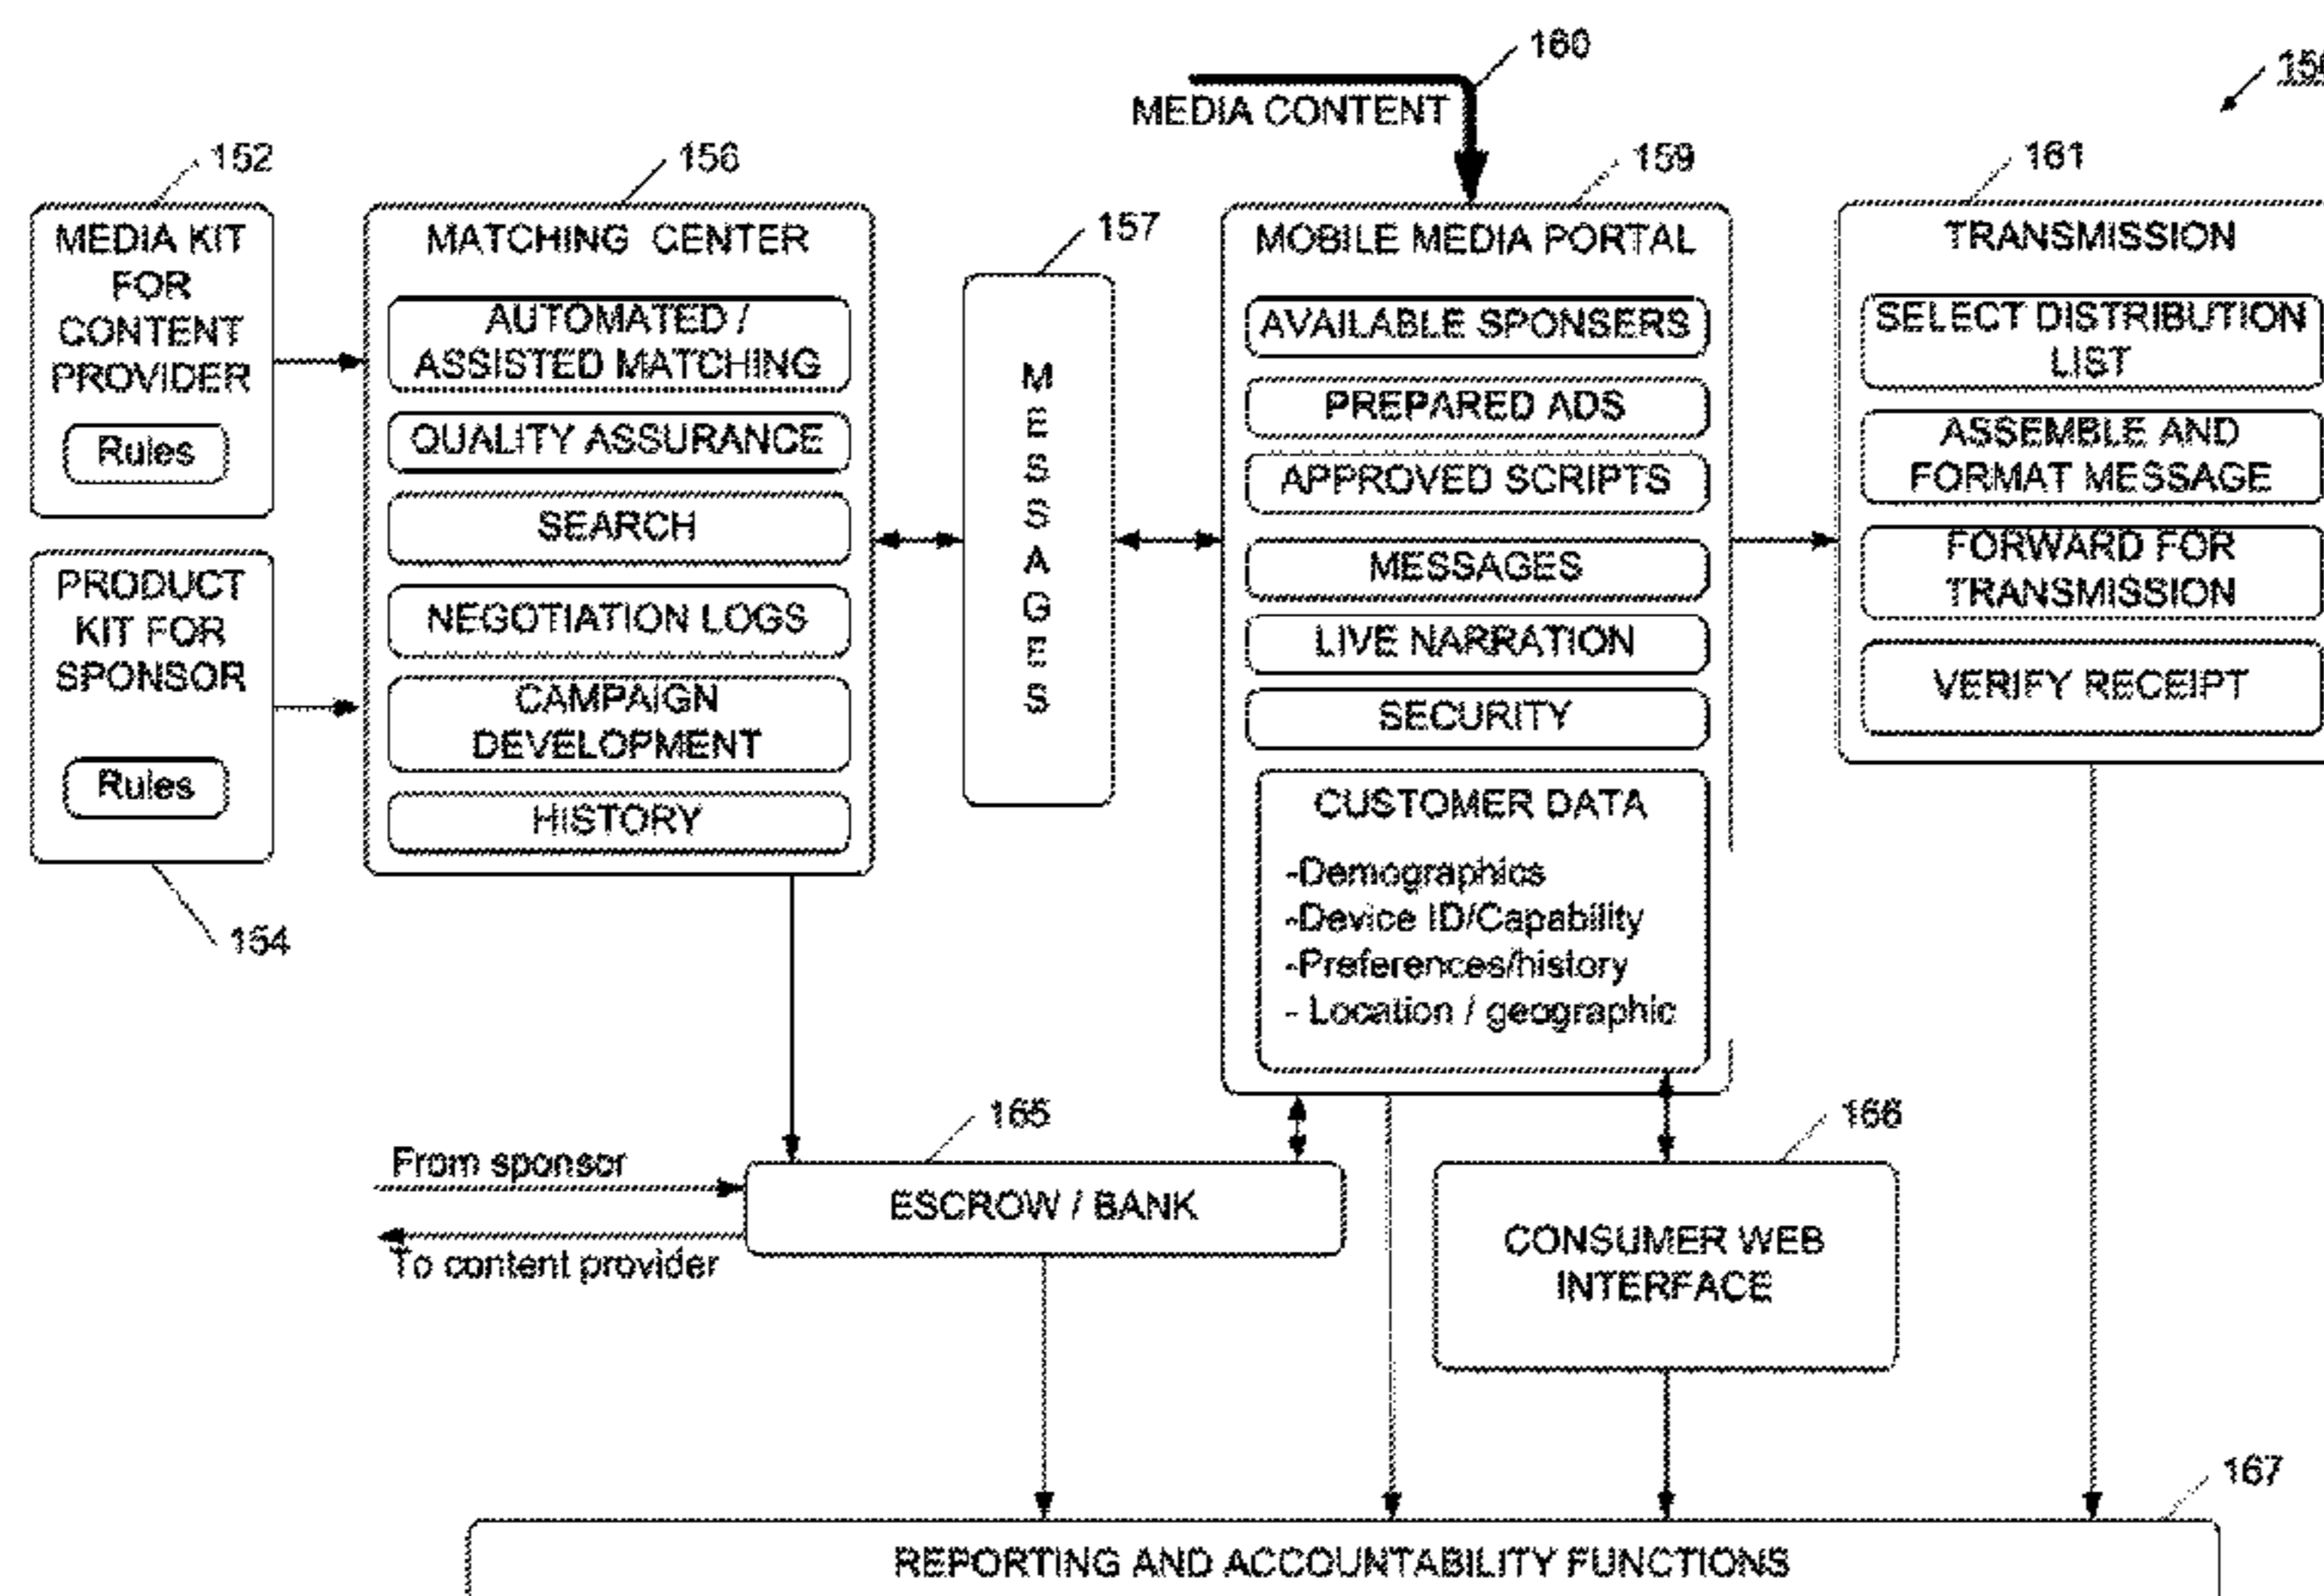 160
MEDIA CONTENT
152
156
157
159
161
MEDIA KIT
FOR
CONTENT
PROVIDER
Rules
PRODUCT
KIT FOR
SPONSOR
Rules
154
MATCHING CENTER
AUTOMATED /
ASSISTED MATCHING
QUALITY ASSURANCE
SEARCH
NEGOTIATION LOGS
CAMPAIGN
DEVELOPMENT
HISTORY
MESSAGES
MOBILE MEDIA PORTAL
AVAILABLE SPONSERS
PREPARED ADS
APPROVED SCRIPTS
MESSAGES
LIVE NARRATION
SECURITY
CUSTOMER DATA
-Demographics
-Device ID/Capability
-Preferences/history
- Location / geographic
TRANSMISSION
SELECT DISTRIBUTION
LIST
ASSEMBLE AND
FORMAT MESSAGE
FORWARD FOR
TRANSMISSION
VERIFY RECEIPT
165
From sponsor
ESCROW / BANK
To content provider
166
CONSUMER WEB
INTERFACE
167
REPORTING AND ACCOUNTABILITY FUNCTIONS